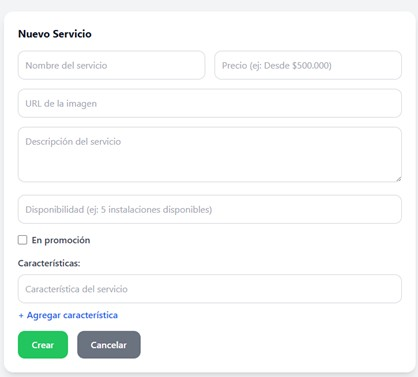 Nuevo Servicio
Nombre del servicio
Precio (ej: Desde $500.000)
URL de la imagen
Descripción del servicio
Disponibilidad (ej: 5 instalaciones disponibles)
En promoción
Características:
Característica del servicio
+ Agregar característica
Crear
Cancelar